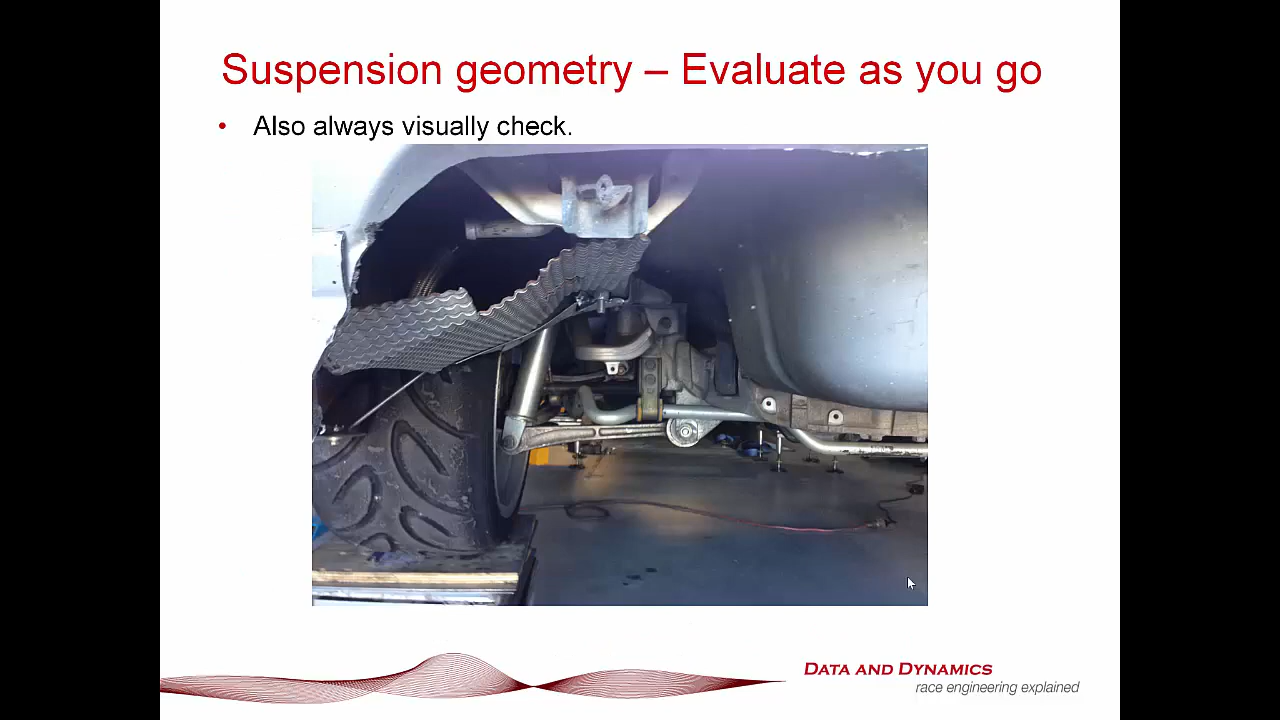 Suspension geometry – Evaluate as you go
• Also always visually check.
DATA AND DYNAMICS
race engineering explained